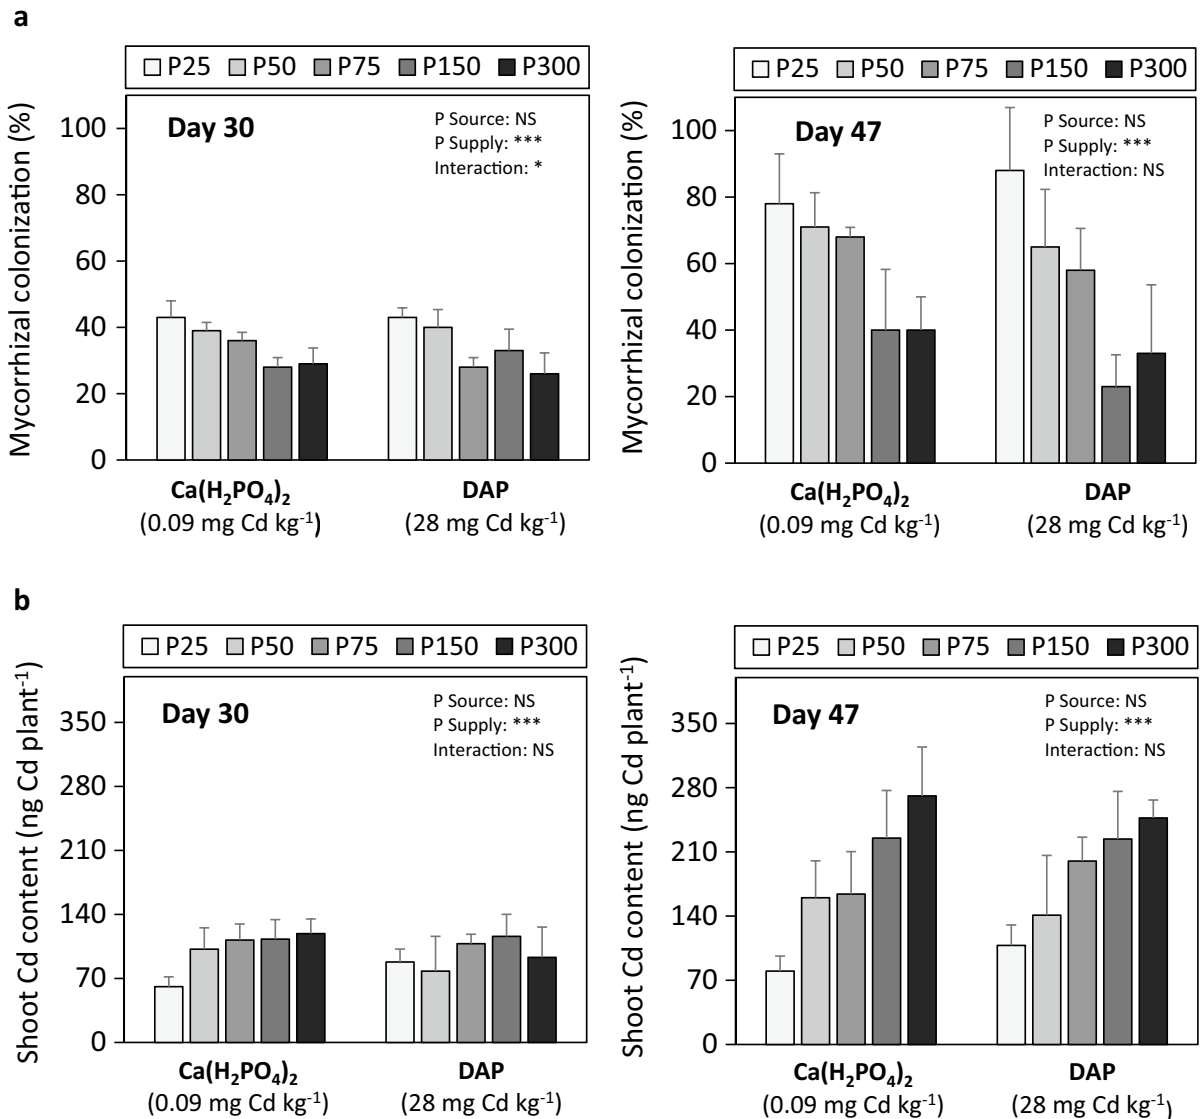 a
P25 P50 P75 P150 P300
Mycorrhizal colonization (%)
100
80
60
40
20
0
Day 30
P Source: NS
P Supply: ***
Interaction: *
Ca(H₂PO₄)₂
(0.09 mg Cd kg⁻¹)
DAP
(28 mg Cd kg⁻¹)
P25 P50 P75 P150 P300
Mycorrhizal colonization (%)
100
80
60
40
20
0
Day 47
P Source: NS
P Supply: ***
Interaction: NS
Ca(H₂PO₄)₂
(0.09 mg Cd kg⁻¹)
DAP
(28 mg Cd kg⁻¹)
b
P25 P50 P75 P150 P300
Shoot Cd content (ng Cd plant⁻¹)
350
280
210
140
70
0
Day 30
P Source: NS
P Supply: ***
Interaction: NS
Ca(H₂PO₄)₂
(0.09 mg Cd kg⁻¹)
DAP
(28 mg Cd kg⁻¹)
P25 P50 P75 P150 P300
Shoot Cd content (ng Cd plant⁻¹)
350
280
210
140
70
0
Day 47
P Source: NS
P Supply: ***
Interaction: NS
Ca(H₂PO₄)₂
(0.09 mg Cd kg⁻¹)
DAP
(28 mg Cd kg⁻¹)